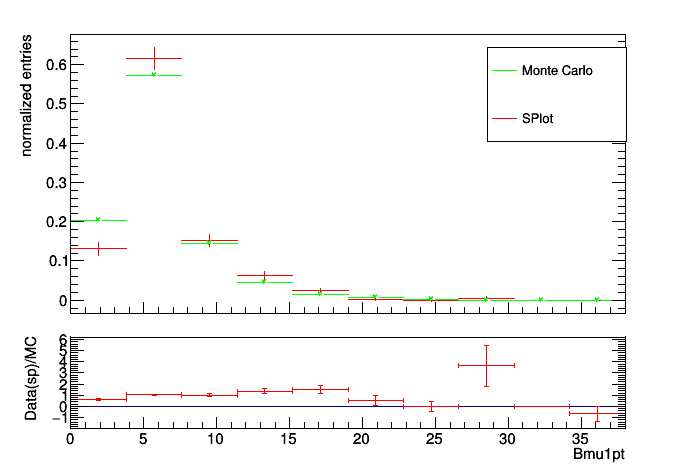 normalized entries
0.6
0.5
0.4
0.3
0.2
0.1
0
Monte Carlo
SPlot
Data(sp)/MC
6
5
4
3
2
1
0
−1
0 5 10 15 20 25 30 35
Bmu1pt